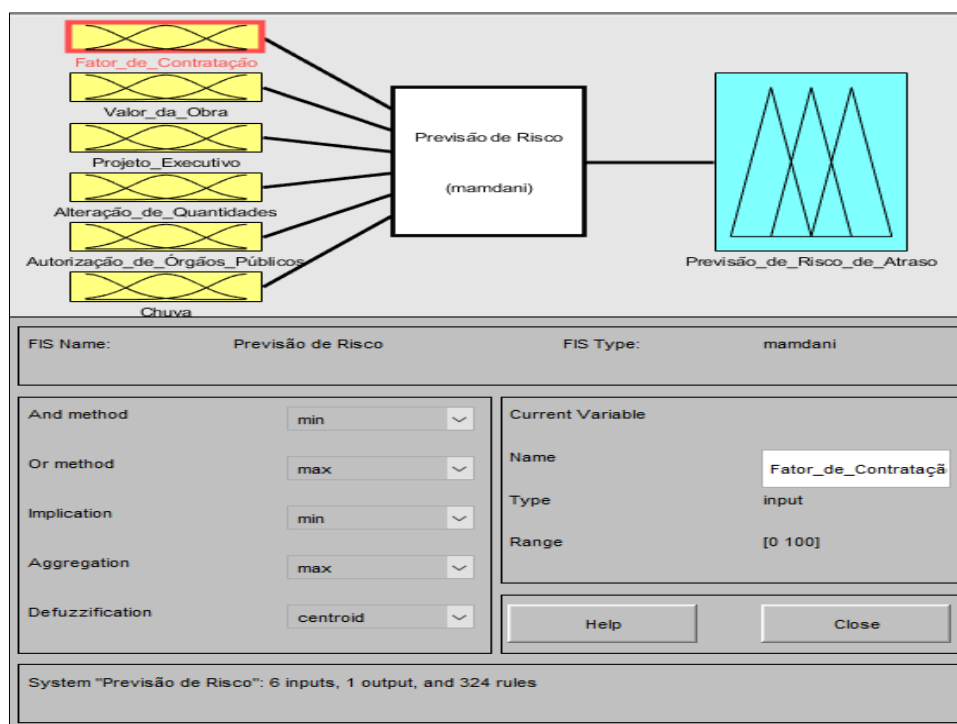 Fator_de_Contratação
Valor_da_Obra
Projeto_Executivo
Alteração_de_Quantidades
Autorização_de_Órgãos_Públicos
Chuva
Previsão de Risco
(mamdani)
Previsão_de_Risco_de_Atraso
FIS Name: Previsão de Risco FIS Type: mamdani
And method min
Or method max
Implication min
Aggregation max
Defuzzification centroid
Current Variable
Name Fator_de_Contrataçã
Type input
Range [0 100]
Help Close
System "Previsão de Risco": 6 inputs, 1 output, and 324 rules